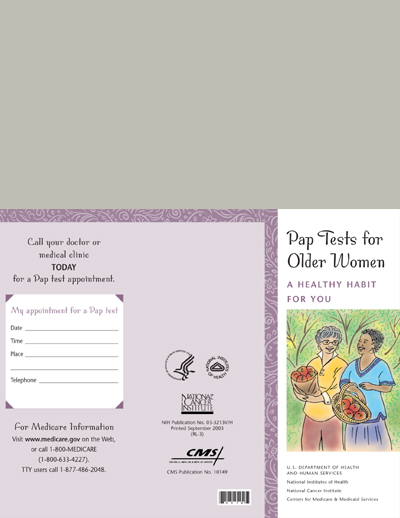 Call your doctor or
medical clinic
TODAY
for a Pap test appointment.
My appointment for a Pap test
Date
Time
Place
Telephone
For Medicare Information
Visit www.medicare.gov on the Web,
or call 1-800-MEDICARE
(1-800-633-4227).
TTY users call 1-877-486-2048.
NATIONAL
CANCER
INSTITUTE
NIH Publication No. 03-3213(I)H
Printed September 2003
(RL-3)
CMS
CMS Publication No. 10149
Pap Tests for
Older Women
A HEALTHY HABIT
FOR YOU
U.S. DEPARTMENT OF HEALTH
AND HUMAN SERVICES
National Institutes of Health
National Cancer Institute
Centers for Medicare & Medicaid Services